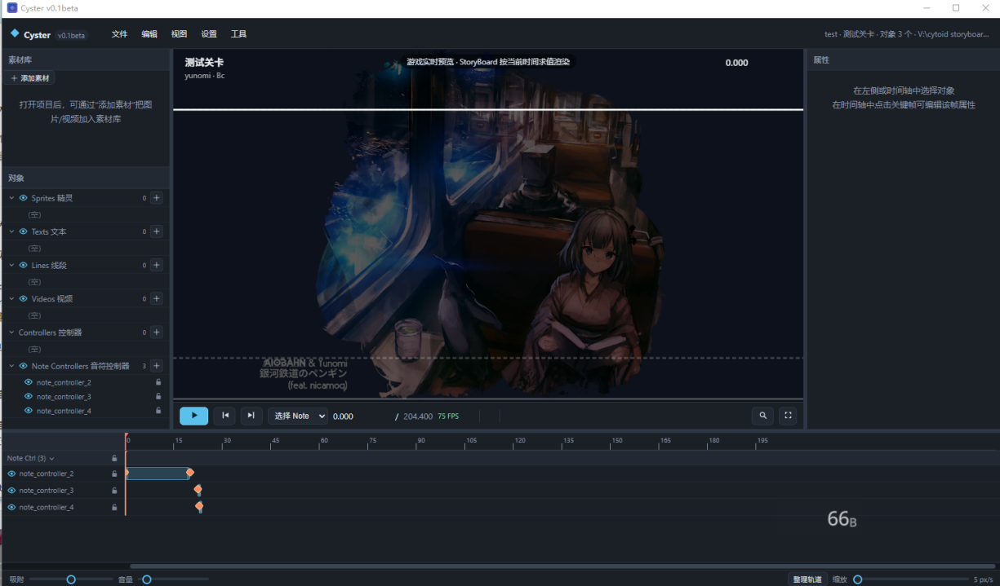 Cyster v0.1beta
Cyster v0.1beta 文件 编辑 视图 设置 工具
test · 测试关卡 · 对象 3 个 · V:\cytoid storyboar...
素材库
+ 添加素材
打开项目后，可通过"添加素材"把图
片/视频加入素材库
对象
Sprites 精灵 0 +
(空)
Texts 文本 0 +
(空)
Lines 线段 0 +
(空)
Videos 视频 0 +
(空)
Controllers 控制器 0 +
(空)
Note Controllers 音符控制器 3 +
note_controller_2
note_controller_3
note_controller_4
测试关卡
yunomi · Bc
游戏实时预览 · StoryBoard 按当前时间求值渲染
0.000
AIOBAHN & Yunomi
銀河鉄道のペンギン
(feat. nicamoq)
选择 Note 0.000 / 204.400 75 FPS
属性
在左侧或时间轴中选择对象
在时间轴中点击关键帧可编辑该帧属性
0 15 30 45 60 75 90 105 120 135 150 165 180 195
Note Ctrl (3)
note_controller_2
note_controller_3
note_controller_4
66B
吸附 音量 整理轨道 缩放 5 px/s